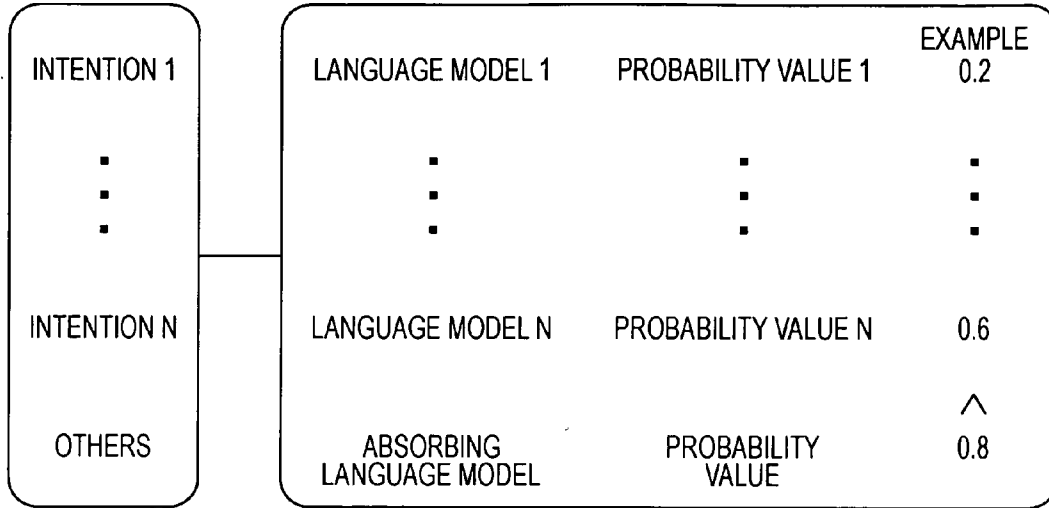 EXAMPLE
INTENTION 1 LANGUAGE MODEL 1 PROBABILITY VALUE 1 0.2
INTENTION N LANGUAGE MODEL N PROBABILITY VALUE N 0.6
OTHERS ABSORBING PROBABILITY 0.8
LANGUAGE MODEL VALUE